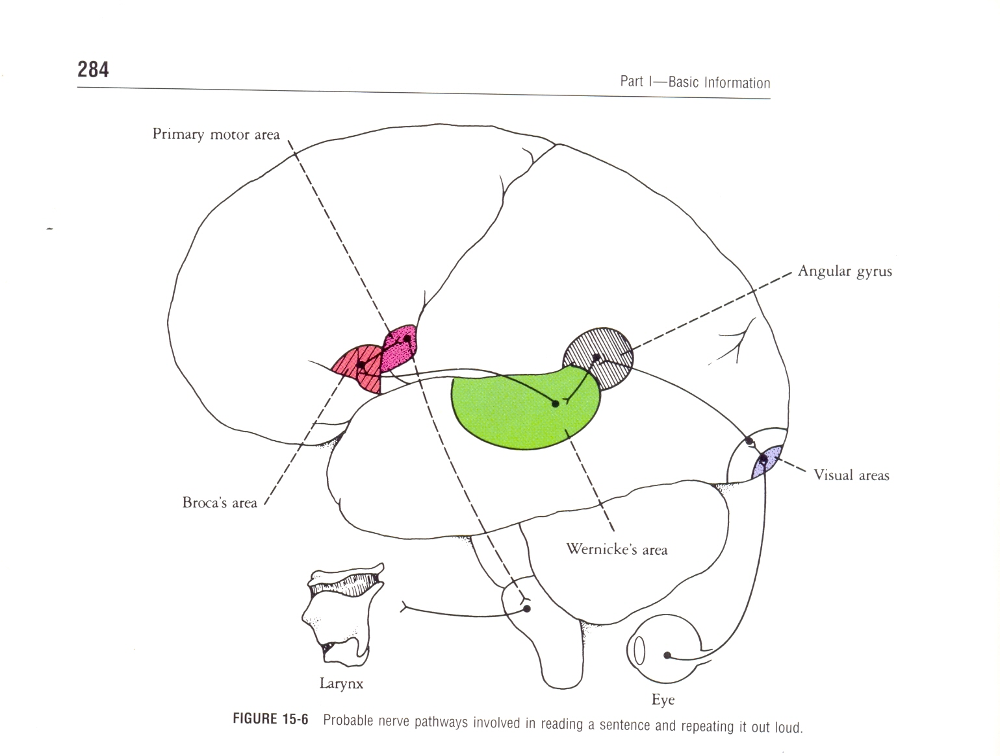 284
Part I—Basic Information
Primary motor area
Angular gyrus
Visual areas
Broca's area
Wernicke's area
Larynx
Eye
FIGURE 15-6 Probable nerve pathways involved in reading a sentence and repeating it out loud.